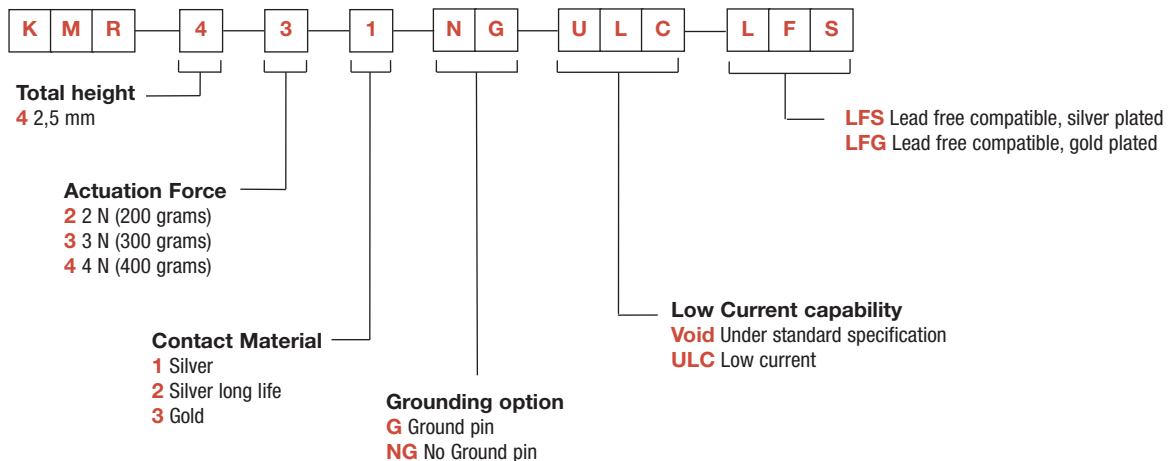 K M R 4 3 1 N G U L C L F S
Total height
4 2,5 mm
LFS Lead free compatible, silver plated
LFG Lead free compatible, gold plated
Actuation Force
2 2 N (200 grams)
3 3 N (300 grams)
4 4 N (400 grams)
Low Current capability
Void Under standard specification
ULC Low current
Contact Material
1 Silver
2 Silver long life
3 Gold
Grounding option
G Ground pin
NG No Ground pin